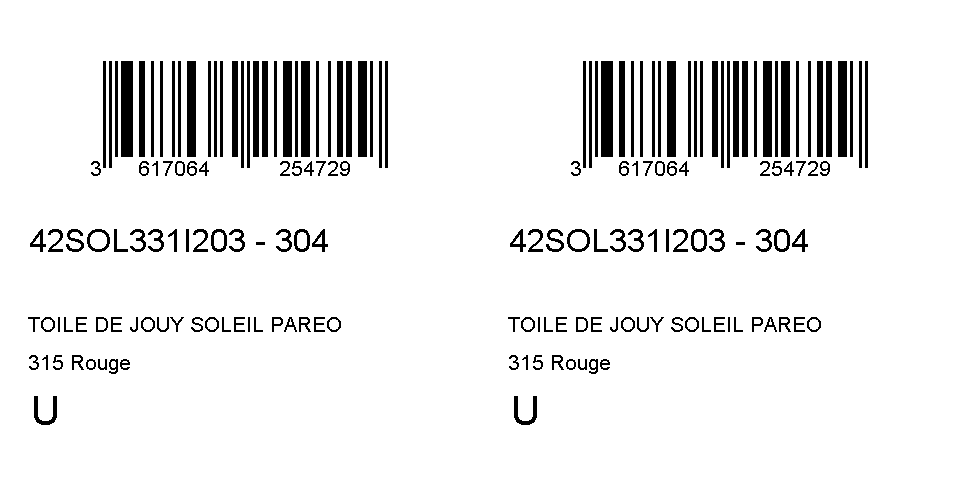 3 617064 254729
42SOL331I203 - 304
TOILE DE JOUY SOLEIL PAREO
315 Rouge
U
3 617064 254729
42SOL331I203 - 304
TOILE DE JOUY SOLEIL PAREO
315 Rouge
U